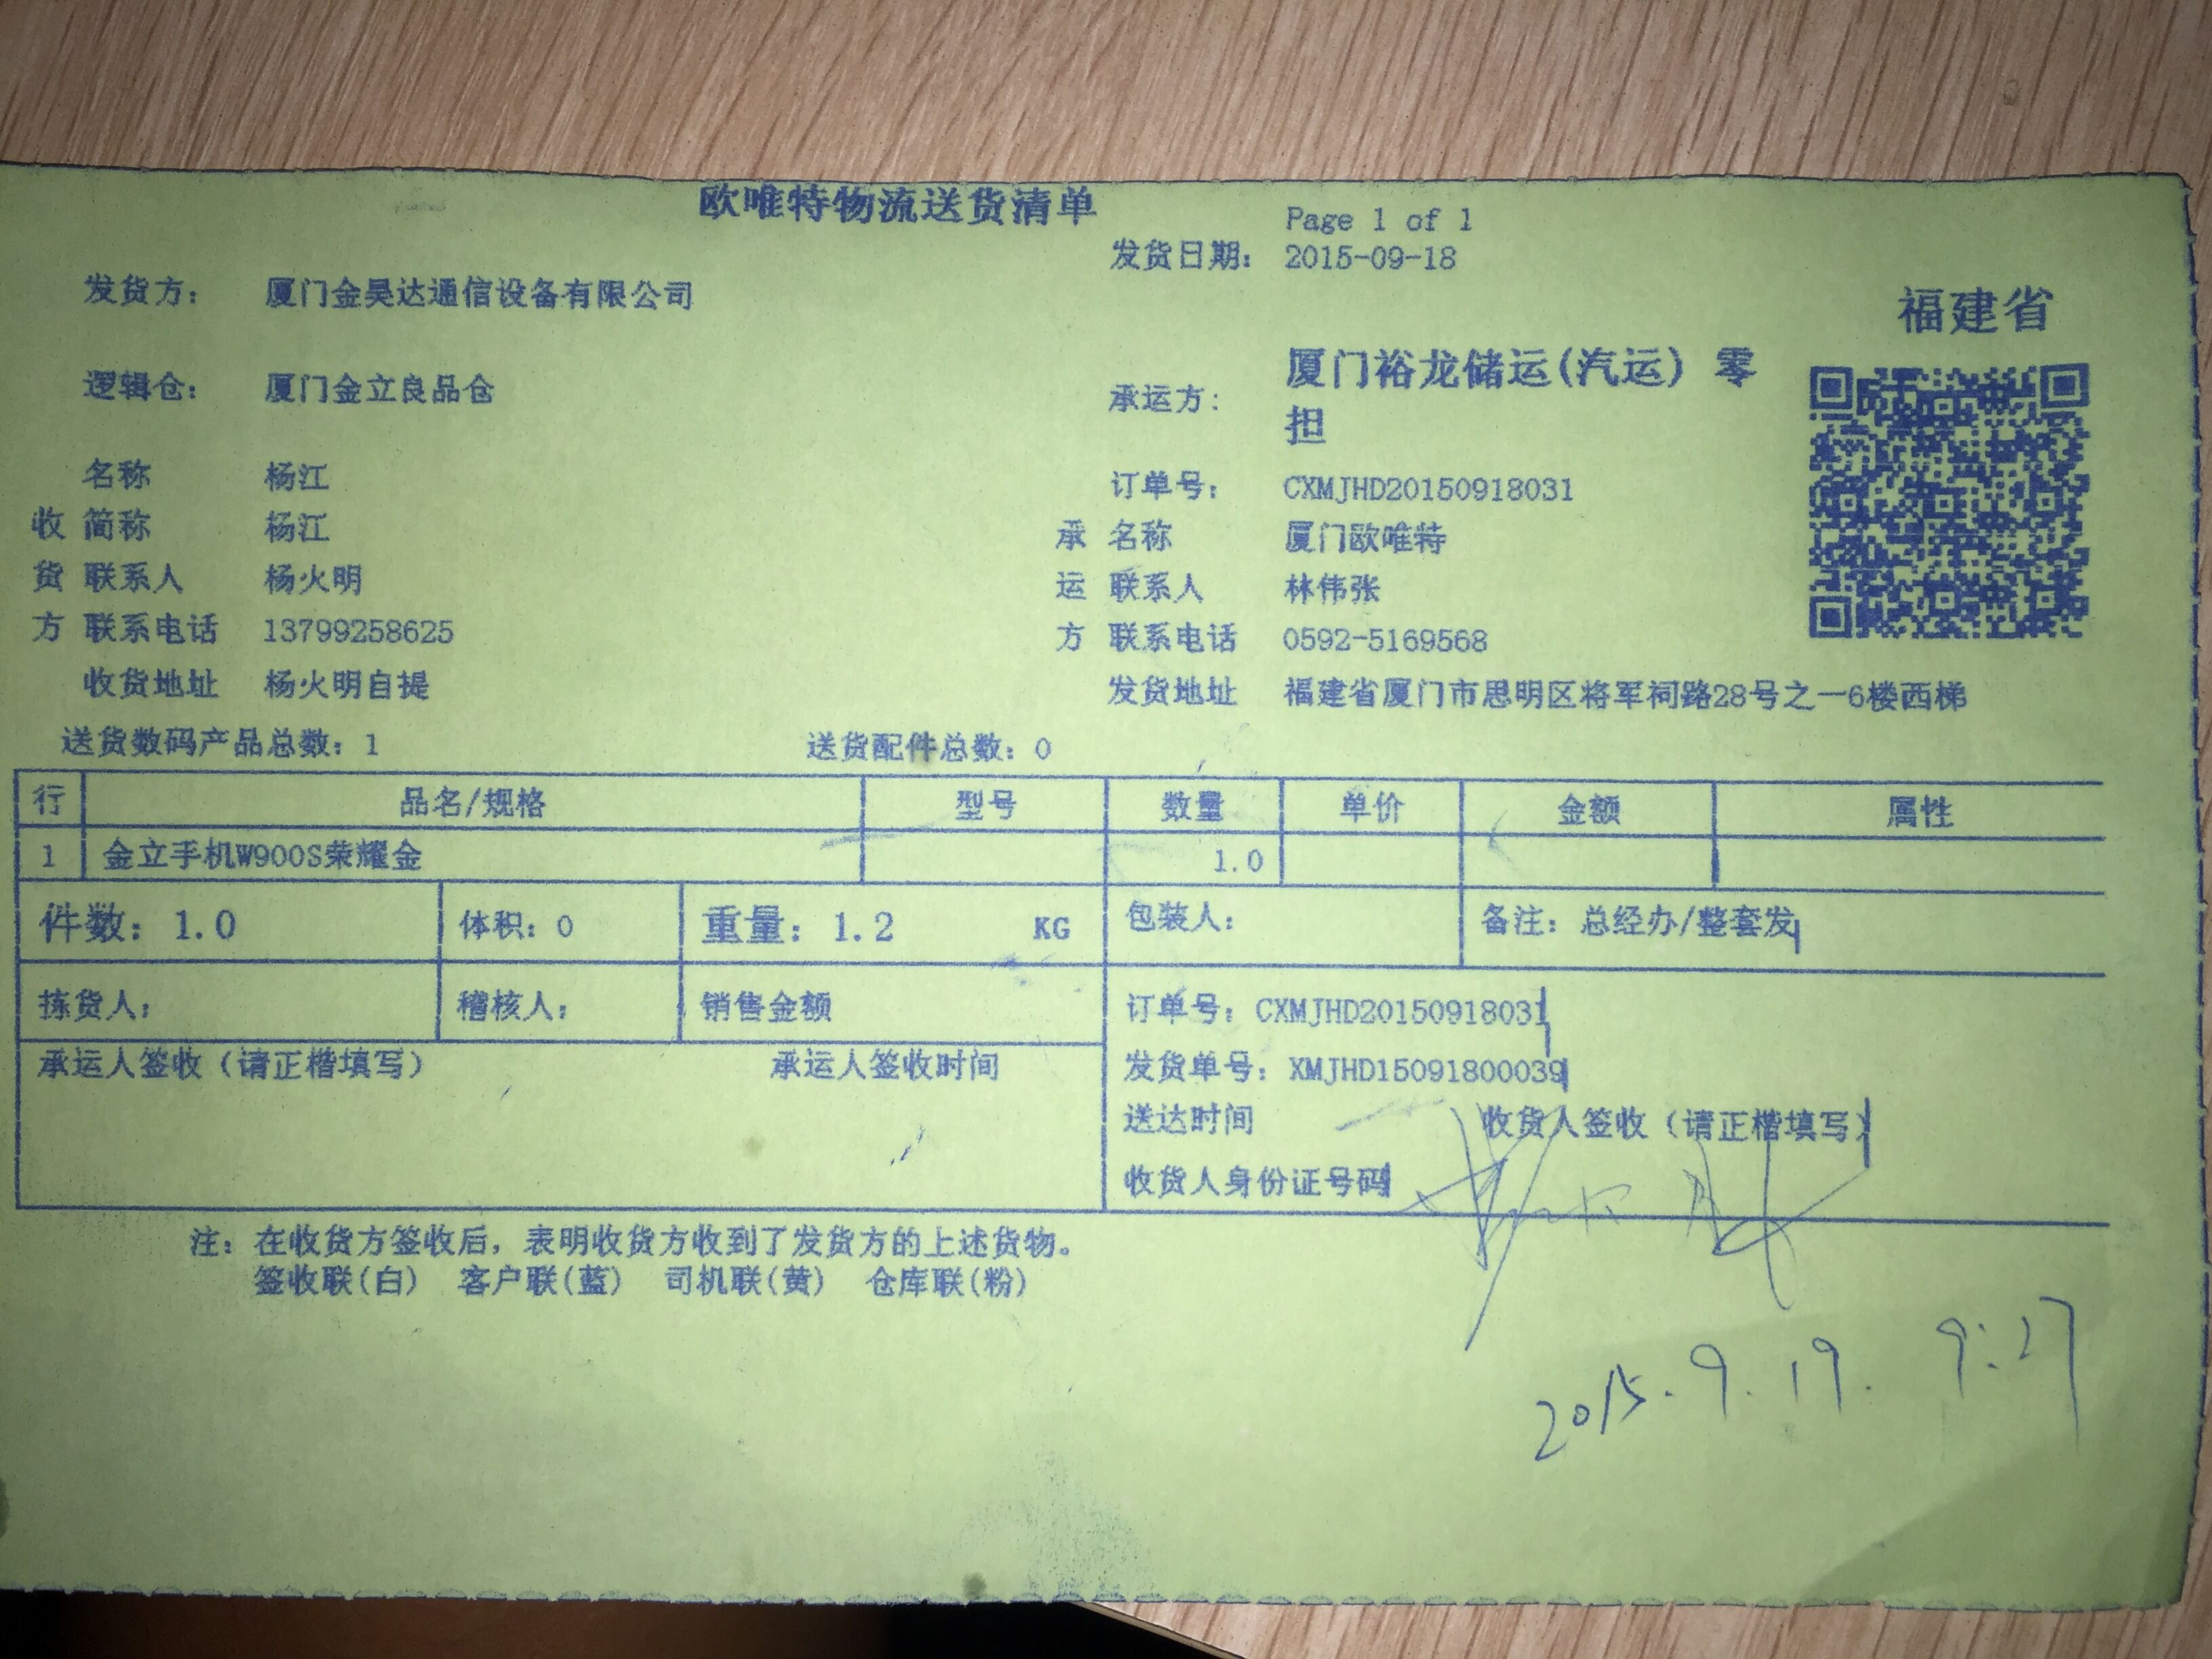 欧唯特物流送货清单
Page 1 of 1
发货日期： 2015-09-18
发货方： 厦门金昊达通信设备有限公司
福建省
逻辑仓： 厦门金立良品仓
承运方： 厦门裕龙储运(汽运) 零
担
名称 杨江
订单号： CXMJHD20150918031
收 简称 杨江
承 名称 厦门欧唯特
货 联系人 杨火明
运 联系人 林伟张
方 联系电话 13799258625
方 联系电话 0592-5169568
收货地址 杨火明自提
发货地址 福建省厦门市思明区将军祠路28号之一6楼西梯
送货数码产品总数：1 送货配件总数：0
行 品名/规格 型号 数量 单价 金额 属性
1 金立手机W900S荣耀金 1.0
件数：1.0 体积：0 重量：1.2 KG 包装人： 备注：总经办/整套发
拣货人： 稽核人： 销售金额
订单号：CXMJHD20150918031
承运人签收（请正楷填写） 承运人签收时间
发货单号：XMJHD15091800039
送达时间 收货人签收（请正楷填写）
收货人身份证号码
注：在收货方签收后，表明收货方收到了发货方的上述货物。
签收联(白) 客户联(蓝) 司机联(黄) 仓库联(粉)
2015.9.19. 9:27